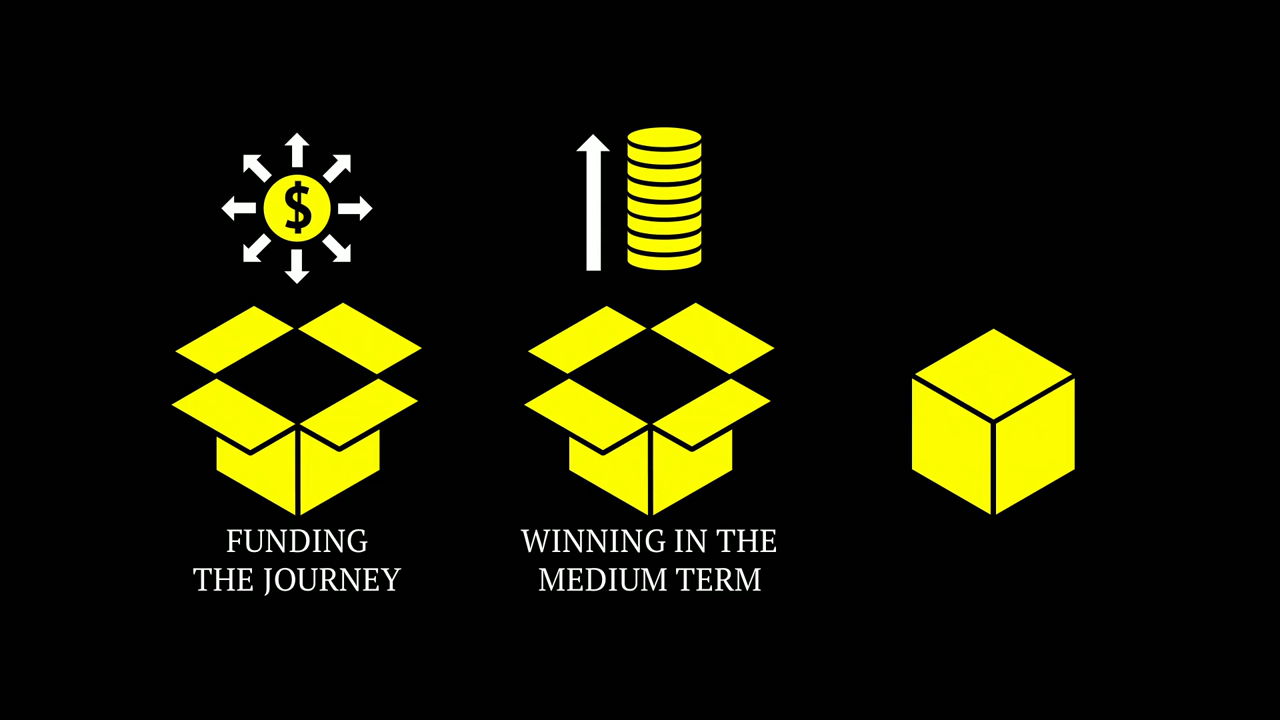 $
FUNDING
THE JOURNEY
WINNING IN THE
MEDIUM TERM